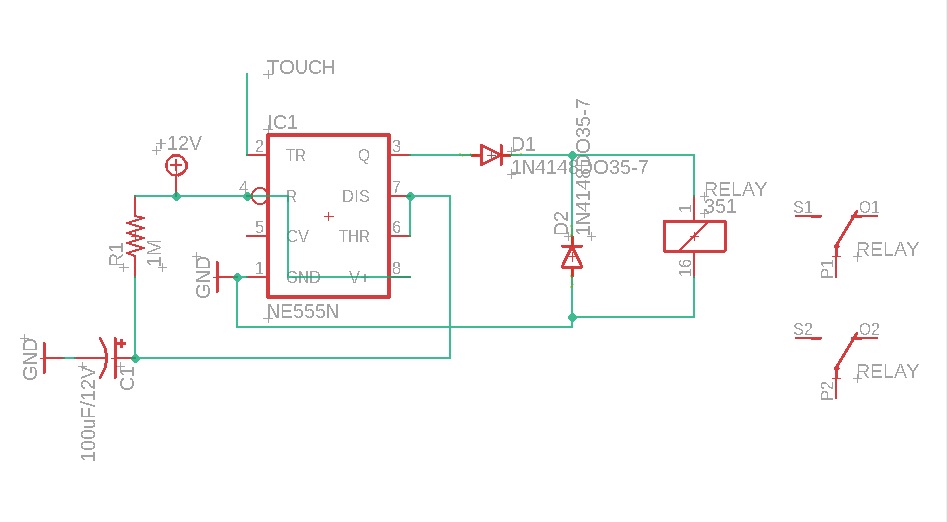 TOUCH
IC1
+12V
2
TR
Q
3
D1
1N4148DO35-7
1N4148DO35-7
D2
4
R
DIS
7
5
CV
THR
6
1
GND
V+
8
GND
NE555N
R1
1M
GND
100uF/12V
C1
RELAY
351
1
16
S1
O1
P1
RELAY
S2
O2
P2
RELAY